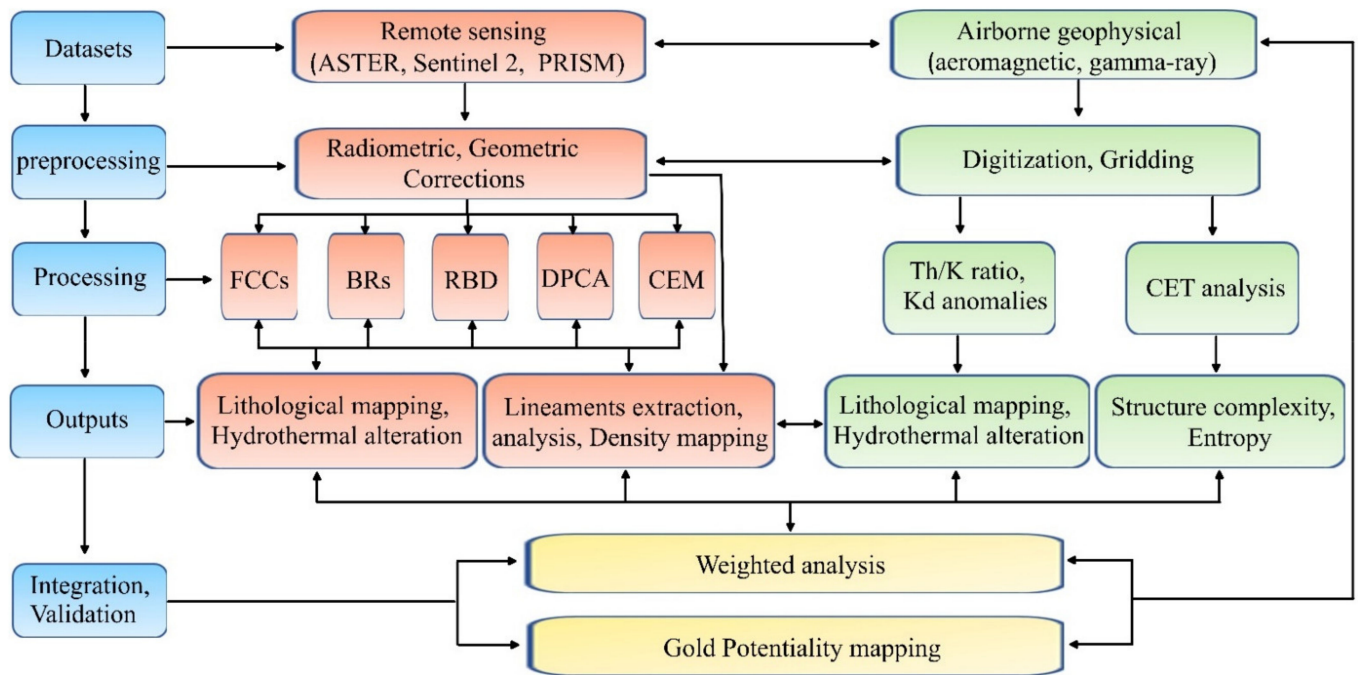 Datasets
Remote sensing
(ASTER, Sentinel 2, PRISM)
Airborne geophysical
(aeromagnetic, gamma-ray)
preprocessing
Radiometric, Geometric
Corrections
Digitization, Gridding
Processing
FCCs
BRs
RBD
DPCA
CEM
Th/K ratio,
Kd anomalies
CET analysis
Outputs
Lithological mapping,
Hydrothermal alteration
Lineaments extraction,
analysis, Density mapping
Lithological mapping,
Hydrothermal alteration
Structure complexity,
Entropy
Integration,
Validation
Weighted analysis
Gold Potentiality mapping